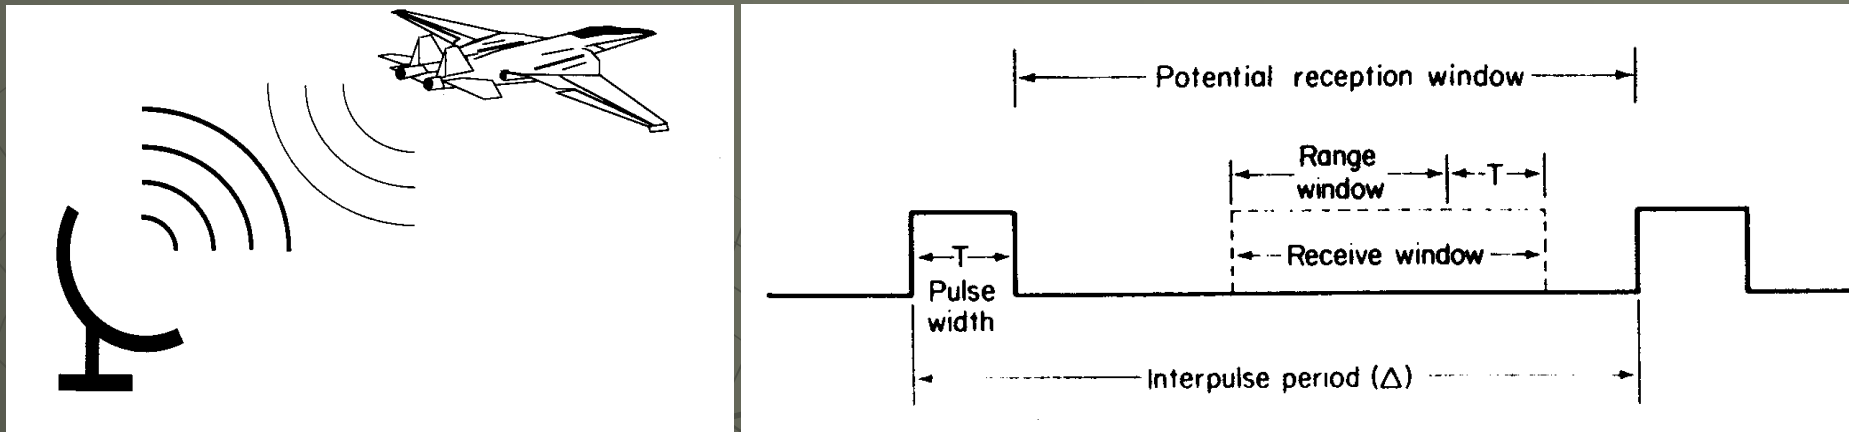 Potential reception window
Range
window
T
Receive window
T
Pulse
width
Interpulse period (Δ)